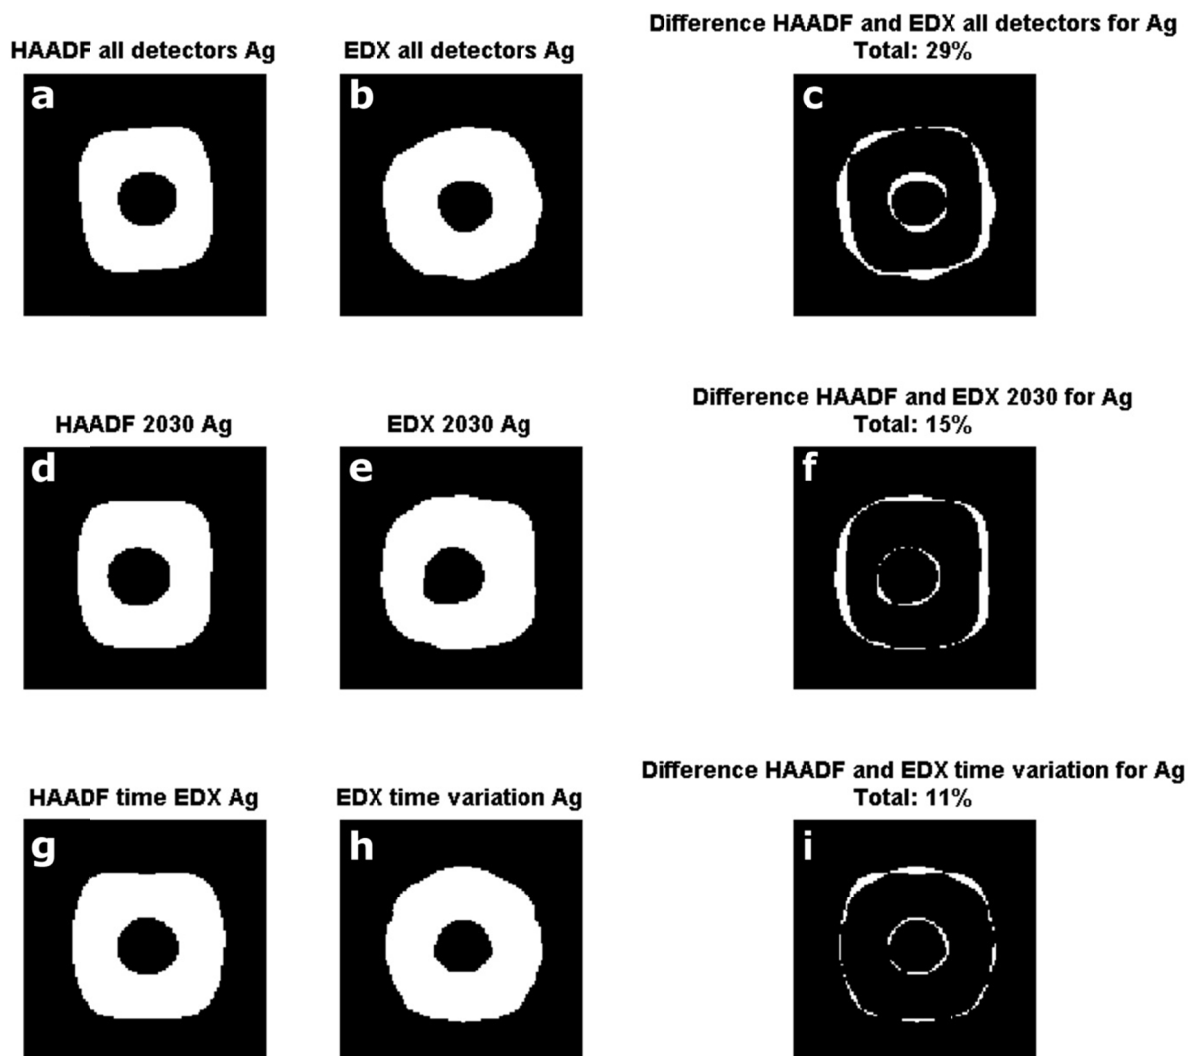 HAADF all detectors Ag
EDX all detectors Ag
Difference HAADF and EDX all detectors for Ag
Total: 29%
a
b
c
HAADF 2030 Ag
EDX 2030 Ag
Difference HAADF and EDX 2030 for Ag
Total: 15%
d
e
f
HAADF time EDX Ag
EDX time variation Ag
Difference HAADF and EDX time variation for Ag
Total: 11%
g
h
i